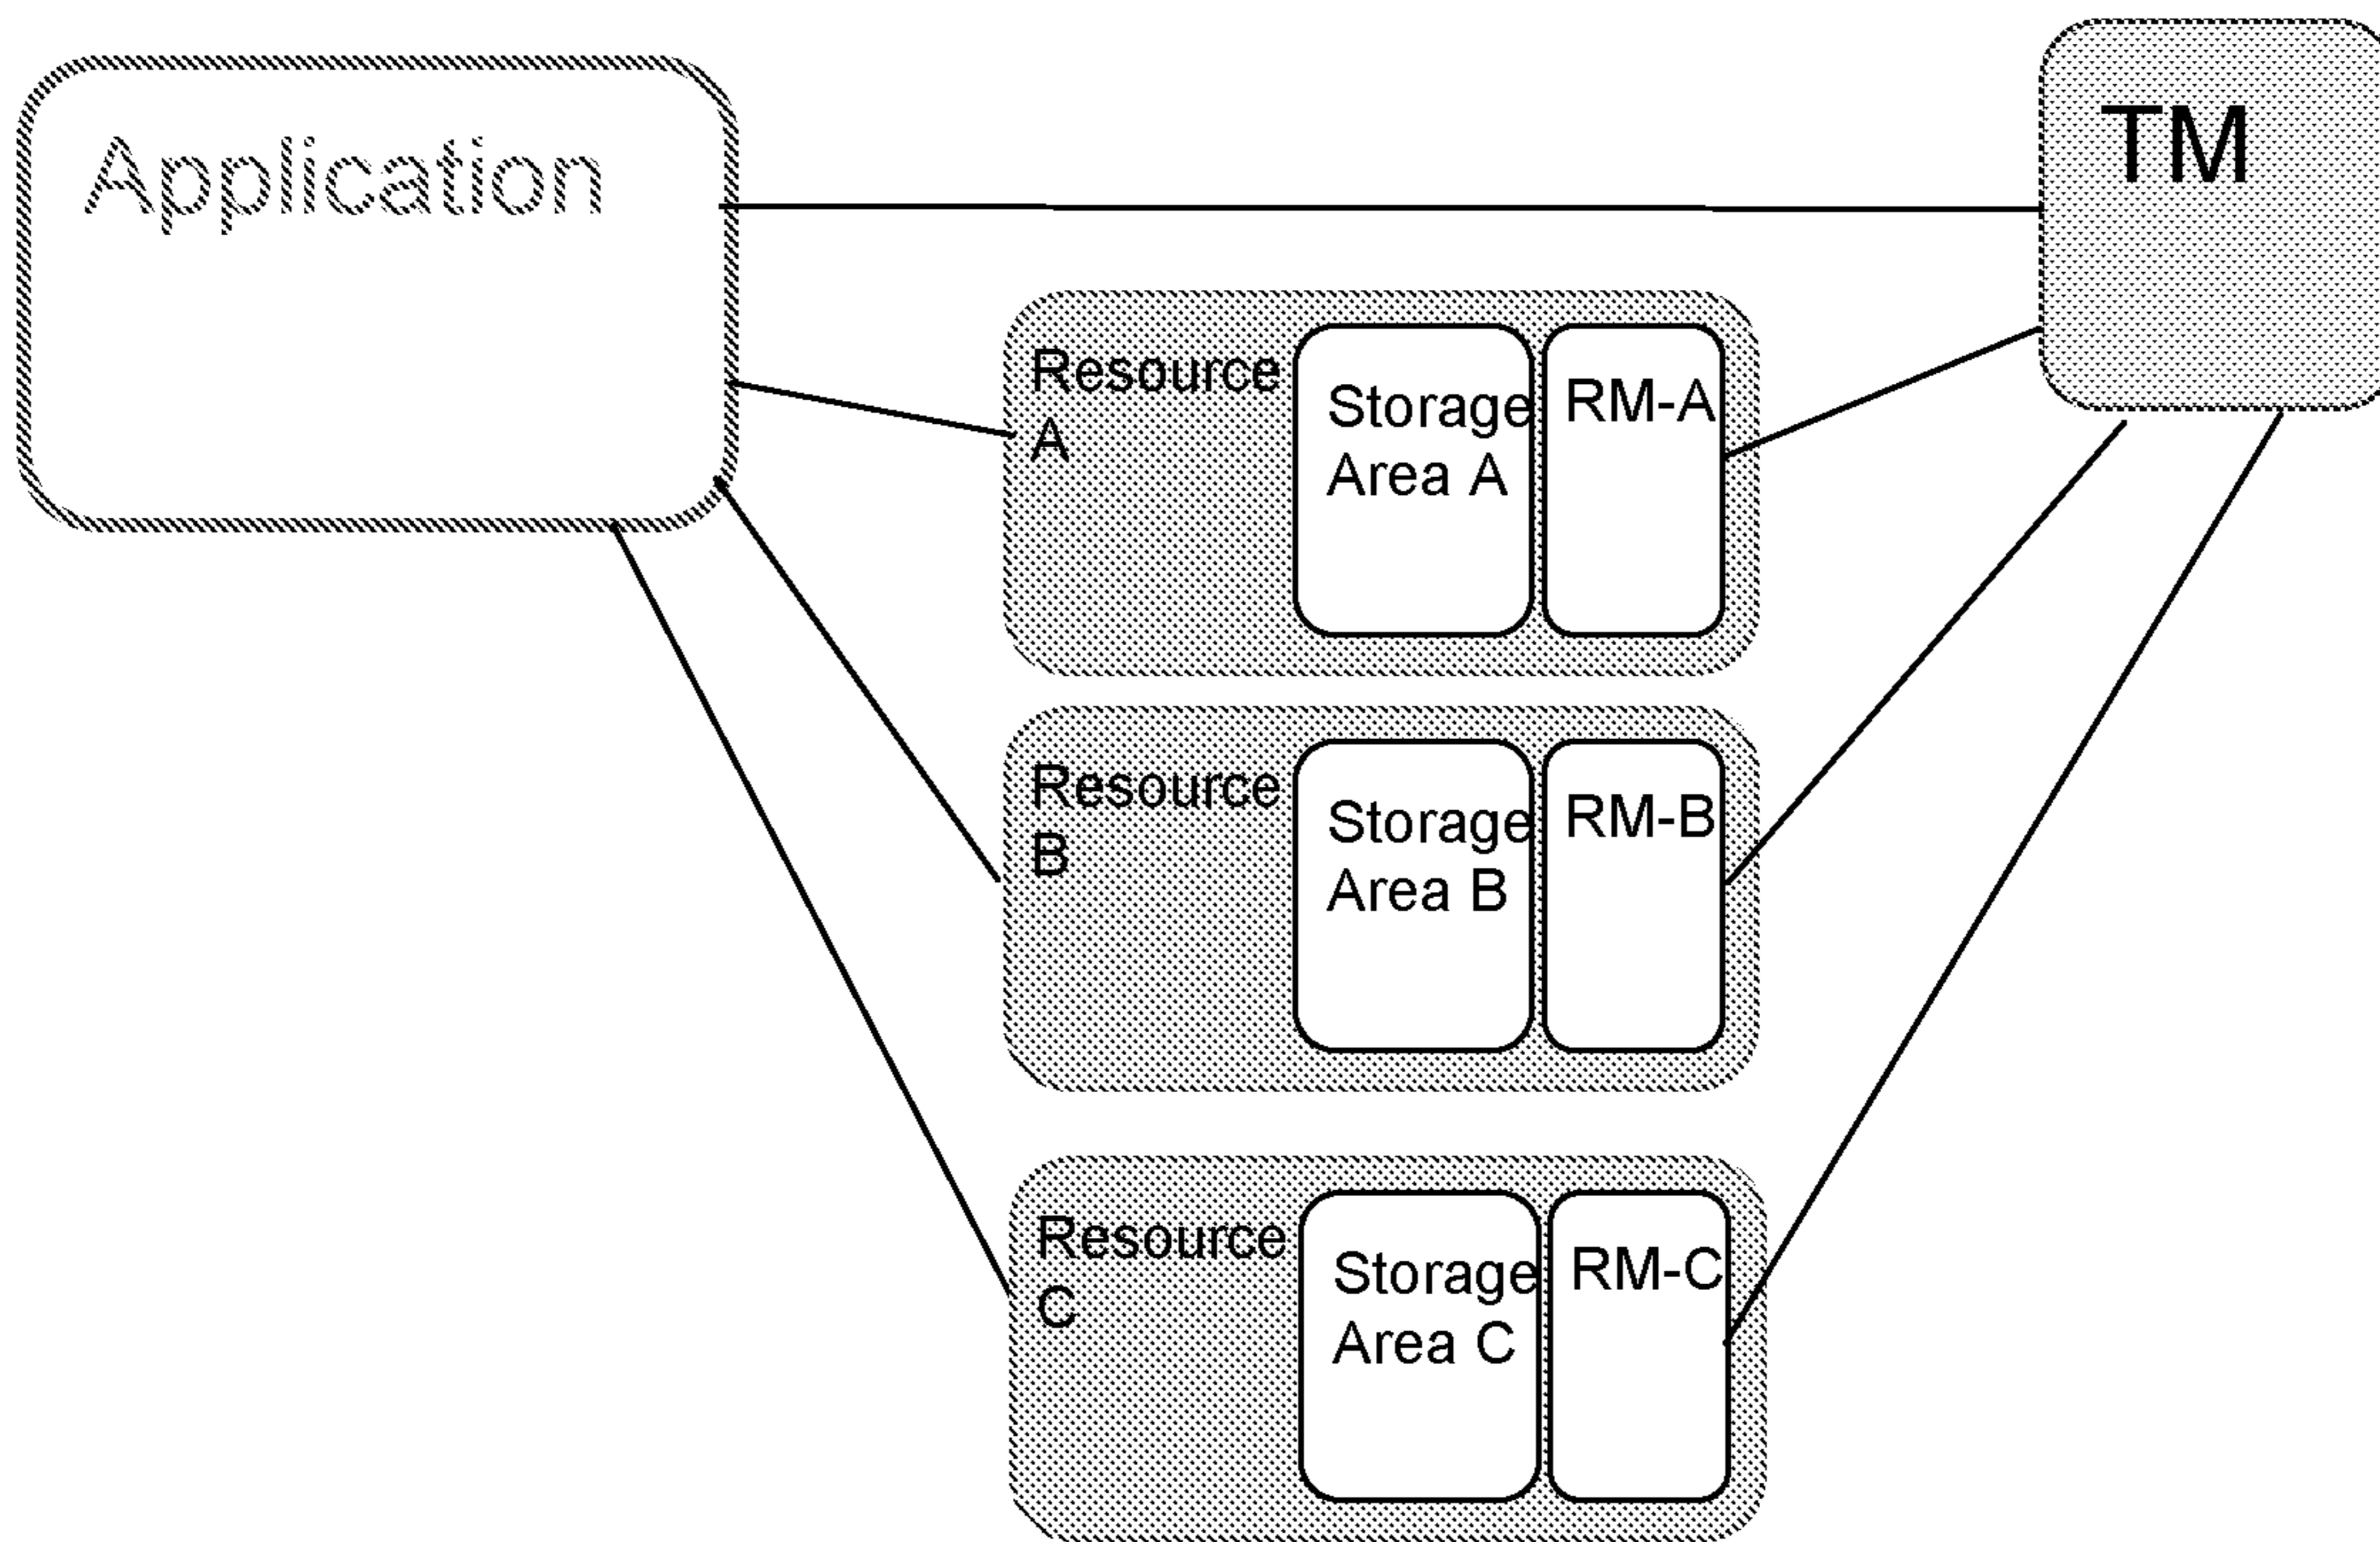 Application
TM
Resource
A
Storage
Area A
RM-A
Resource
B
Storage
Area B
RM-B
Resource
C
Storage
Area C
RM-C